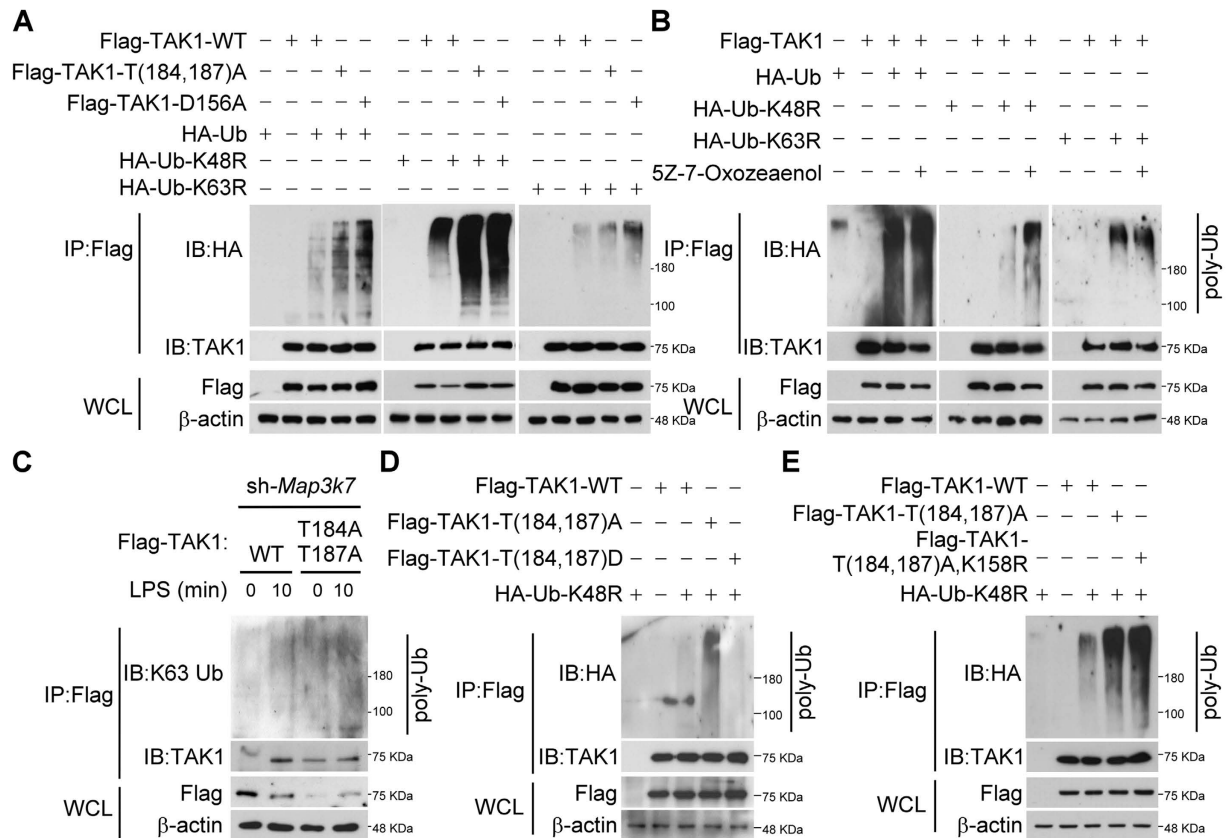 A
Flag-TAK1-WT − + + − − − + + − − − + + − −
Flag-TAK1-T(184,187)A − − − + − − − − + − − − − + −
Flag-TAK1-D156A − − − − + − − − − + − − − − +
HA-Ub + − + + + − − − − − − − − − −
HA-Ub-K48R − − − − − + − + + + − − − − −
HA-Ub-K63R − − − − − − − − − − + − + + +
IP:Flag
IB:HA
180
100
IB:TAK1
75 KDa
WCL
Flag
75 KDa
β-actin
48 KDa
B
Flag-TAK1 − + + + − + + + − + + +
HA-Ub + − + + − − − − − − − −
HA-Ub-K48R − − − − + − + + − − − −
HA-Ub-K63R − − − − − − − − + − + +
5Z-7-Oxozeaenol − − − + − − − + − − − +
IP:Flag
IB:HA
180
100
poly-Ub
IB:TAK1
75 KDa
WCL
Flag
75 KDa
β-actin
48 KDa
C
sh-Map3k7
Flag-TAK1: WT T184A T187A
LPS (min) 0 10 0 10
IP:Flag
IB:K63 Ub
180
100
poly-Ub
IB:TAK1
75 KDa
WCL
Flag
75 KDa
β-actin
48 KDa
D
Flag-TAK1-WT − + + − −
Flag-TAK1-T(184,187)A − − − + −
Flag-TAK1-T(184,187)D − − − − +
HA-Ub-K48R + − + + +
IP:Flag
IB:HA
180
100
poly-Ub
IB:TAK1
75 KDa
WCL
Flag
75 KDa
β-actin
48 KDa
E
Flag-TAK1-WT − + + − −
Flag-TAK1-T(184,187)A − − − + −
Flag-TAK1-
T(184,187)A,K158R − − − − +
HA-Ub-K48R + − + + +
IP:Flag
IB:HA
180
100
poly-Ub
IB:TAK1
75 KDa
WCL
Flag
75 KDa
β-actin
48 KDa